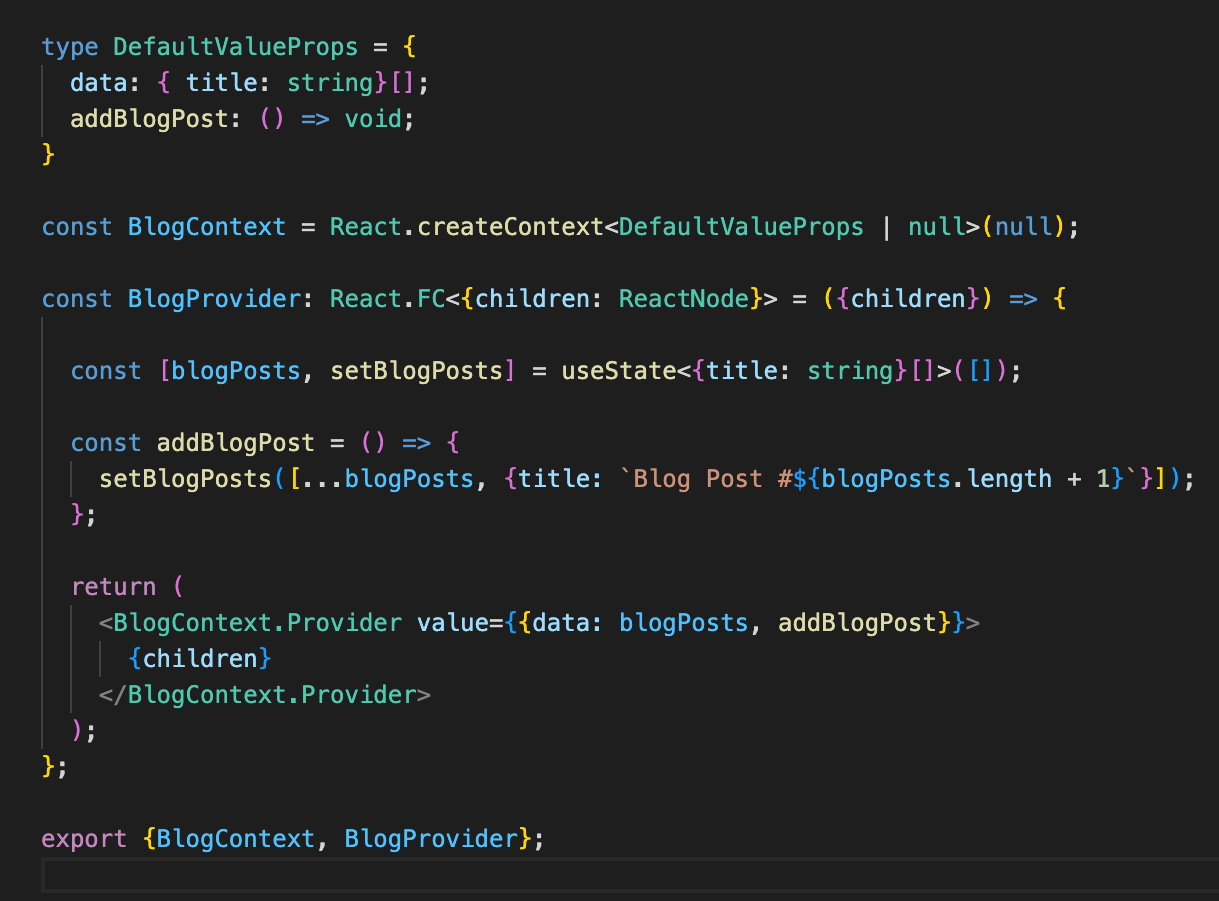 type DefaultValueProps = {
  data: { title: string}[];
  addBlogPost: () => void;
}

const BlogContext = React.createContext<DefaultValueProps | null>(null);

const BlogProvider: React.FC<{children: ReactNode}> = ({children}) => {

  const [blogPosts, setBlogPosts] = useState<{title: string}[]>([]);

  const addBlogPost = () => {
    setBlogPosts([...blogPosts, {title: `Blog Post #${blogPosts.length + 1}`}]);
  };

  return (
    <BlogContext.Provider value={{data: blogPosts, addBlogPost}}>
      {children}
    </BlogContext.Provider>
  );
};

export {BlogContext, BlogProvider};